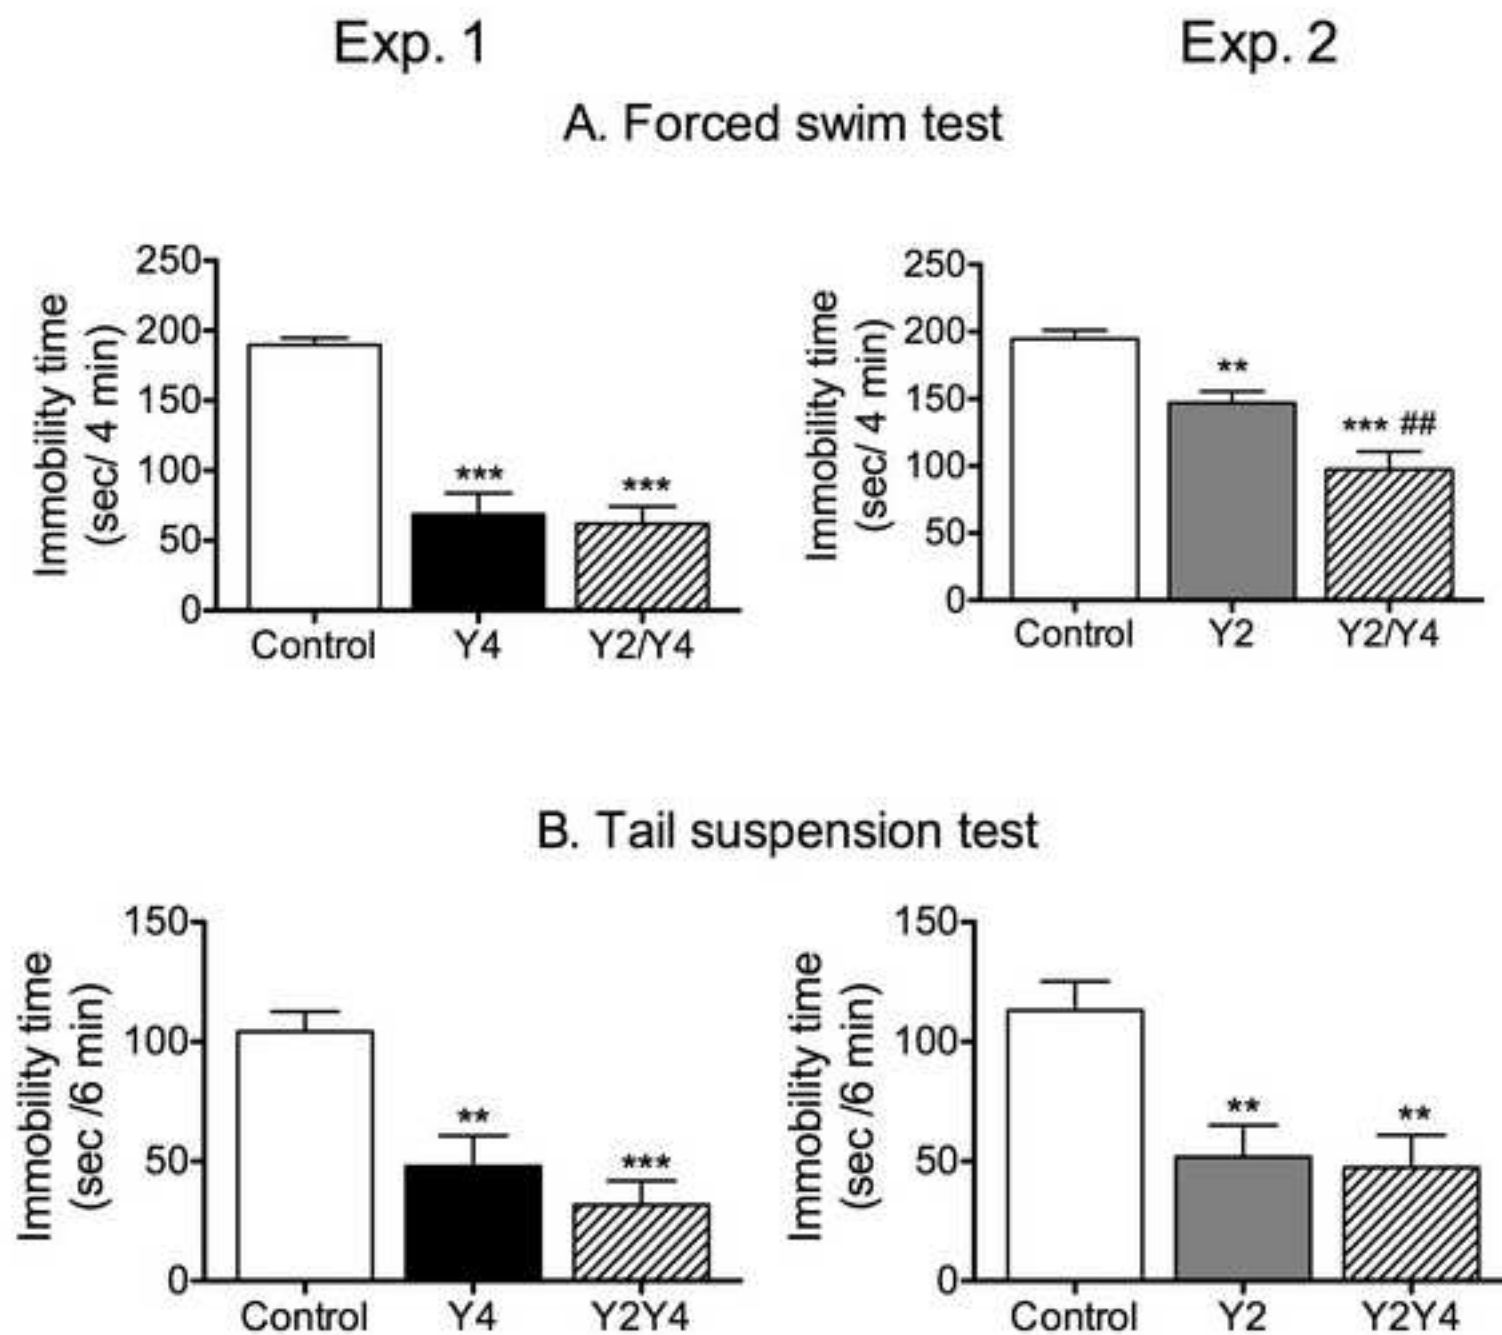 Exp. 1
Exp. 2
A. Forced swim test
Immobility time
(sec/ 4 min)
250
200
150
100
50
0
***
***
Control
Y4
Y2/Y4
Immobility time
(sec/ 4 min)
250
200
150
100
50
0
**
*** ##
Control
Y2
Y2/Y4
B. Tail suspension test
Immobility time
(sec /6 min)
150
100
50
0
**
***
Control
Y4
Y2Y4
Immobility time
(sec /6 min)
150
100
50
0
**
**
Control
Y2
Y2Y4